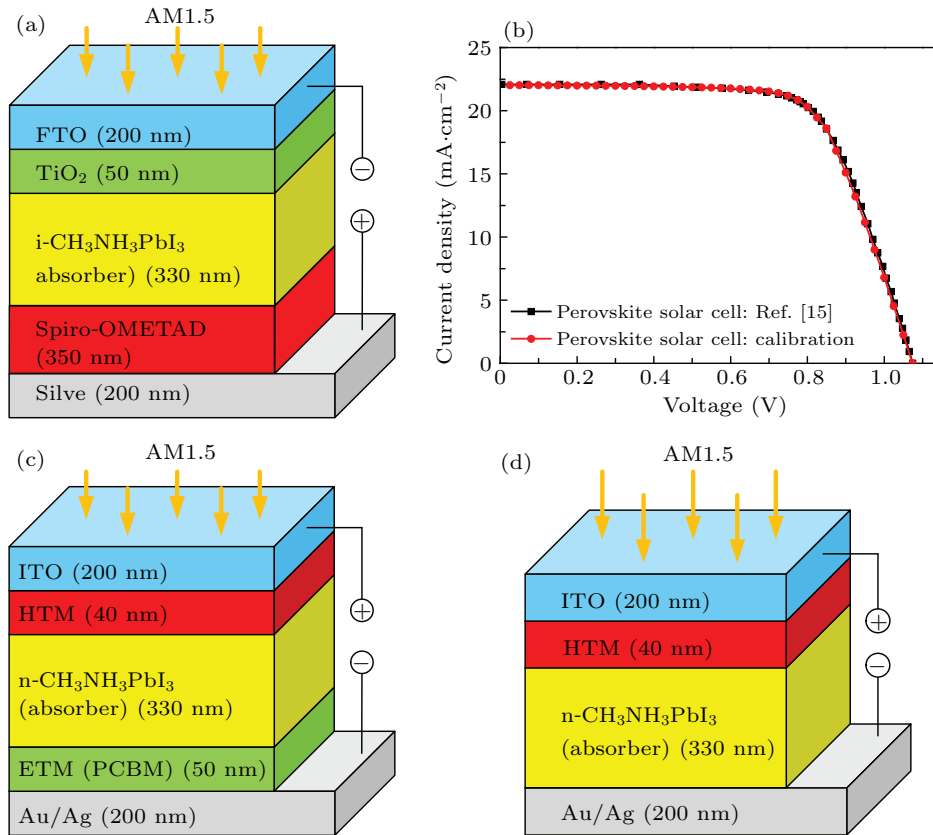 (a)
AM1.5
FTO (200 nm)
TiO₂ (50 nm)
i-CH₃NH₃PbI₃
absorber) (330 nm)
Spiro-OMETAD
(350 nm)
Silve (200 nm)
−
+
(b)
Current density (mA·cm⁻²)
25
20
15
10
5
0
Perovskite solar cell: Ref. [15]
Perovskite solar cell: calibration
0 0.2 0.4 0.6 0.8 1.0
Voltage (V)
(c)
AM1.5
ITO (200 nm)
HTM (40 nm)
n-CH₃NH₃PbI₃
(absorber) (330 nm)
ETM (PCBM) (50 nm)
Au/Ag (200 nm)
+
−
(d)
AM1.5
ITO (200 nm)
HTM (40 nm)
n-CH₃NH₃PbI₃
(absorber) (330 nm)
Au/Ag (200 nm)
+
−